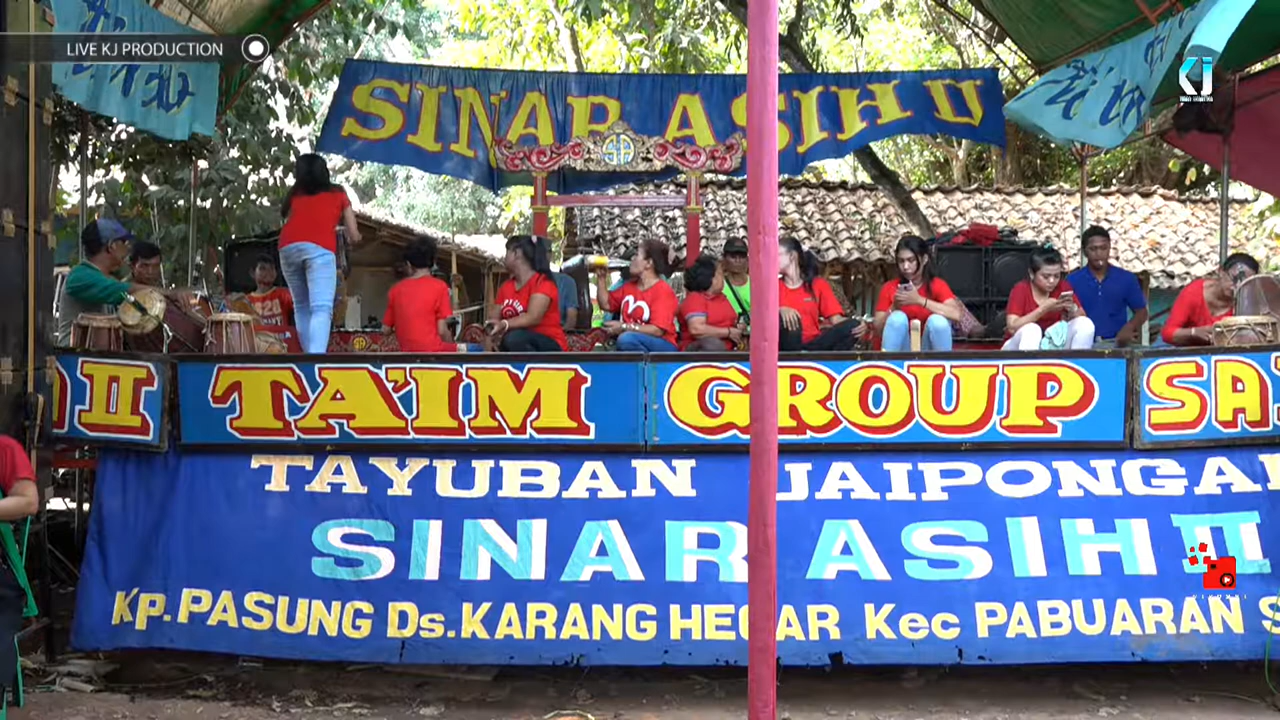 LIVE KJ PRODUCTION
KJ
SINAR ASIH II
II TA'IM GROUP SA
TAYUBAN JAIPONGAN
SINAR ASIH II
Kp. PASUNG Ds. KARANG HEGAR Kec PABUARAN S